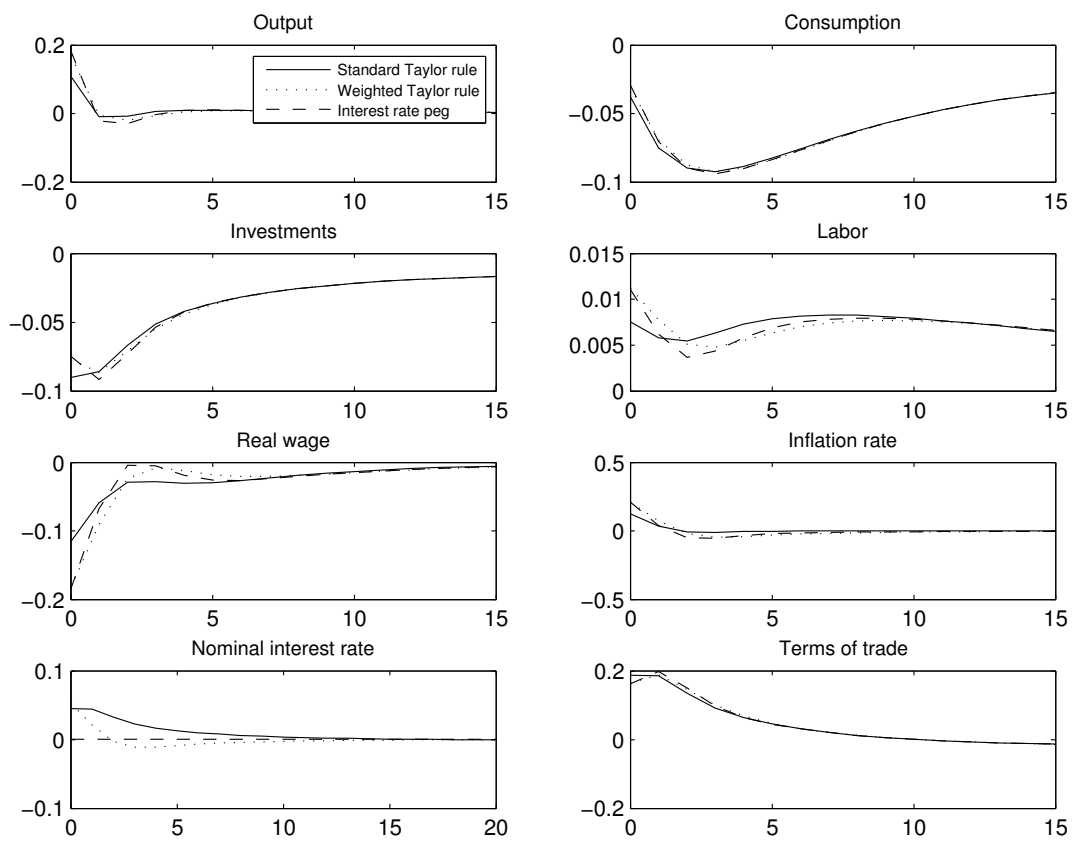 Output
0.2
0
−0.2
0 5 10 15
Standard Taylor rule
Weighted Taylor rule
Interest rate peg
Consumption
0
−0.05
−0.1
0 5 10 15
Investments
0
−0.05
−0.1
0 5 10 15
Labor
0.015
0.01
0.005
0
0 5 10 15
Real wage
0
−0.1
−0.2
0 5 10 15
Inflation rate
0.5
0
−0.5
0 5 10 15
Nominal interest rate
0.1
0
−0.1
0 5 10 15 20
Terms of trade
0.2
0
−0.2
0 5 10 15